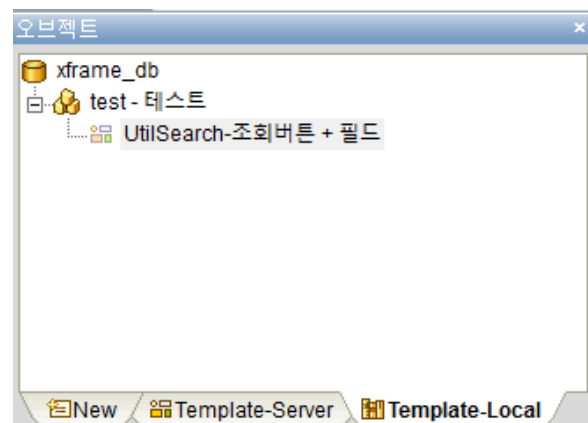 오브젝트
xframe_db
test - 테스트
UtilSearch-조회버튼 + 필드
New Template-Server Template-Local